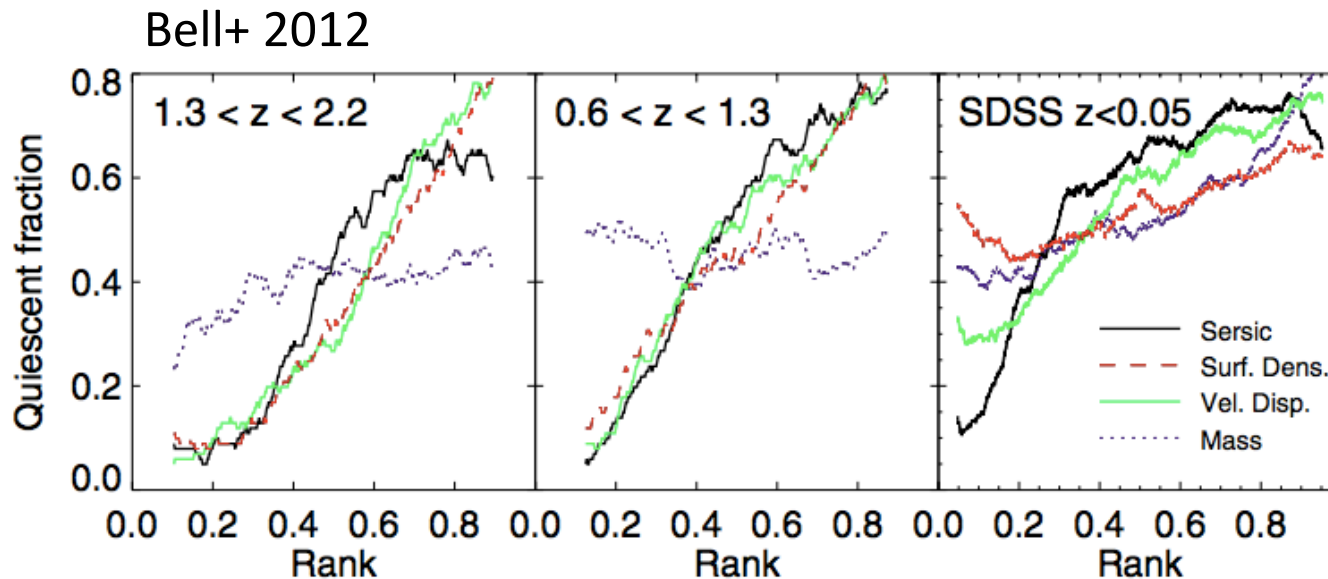 Bell+ 2012
1.3 < z < 2.2
0.6 < z < 1.3
SDSS z<0.05
Quiescent fraction
0.8
0.6
0.4
0.2
0.0
Sersic
Surf. Dens.
Vel. Disp.
Mass
0.0 0.2 0.4 0.6 0.8 0.0 0.2 0.4 0.6 0.8 0.0 0.2 0.4 0.6 0.8
Rank Rank Rank